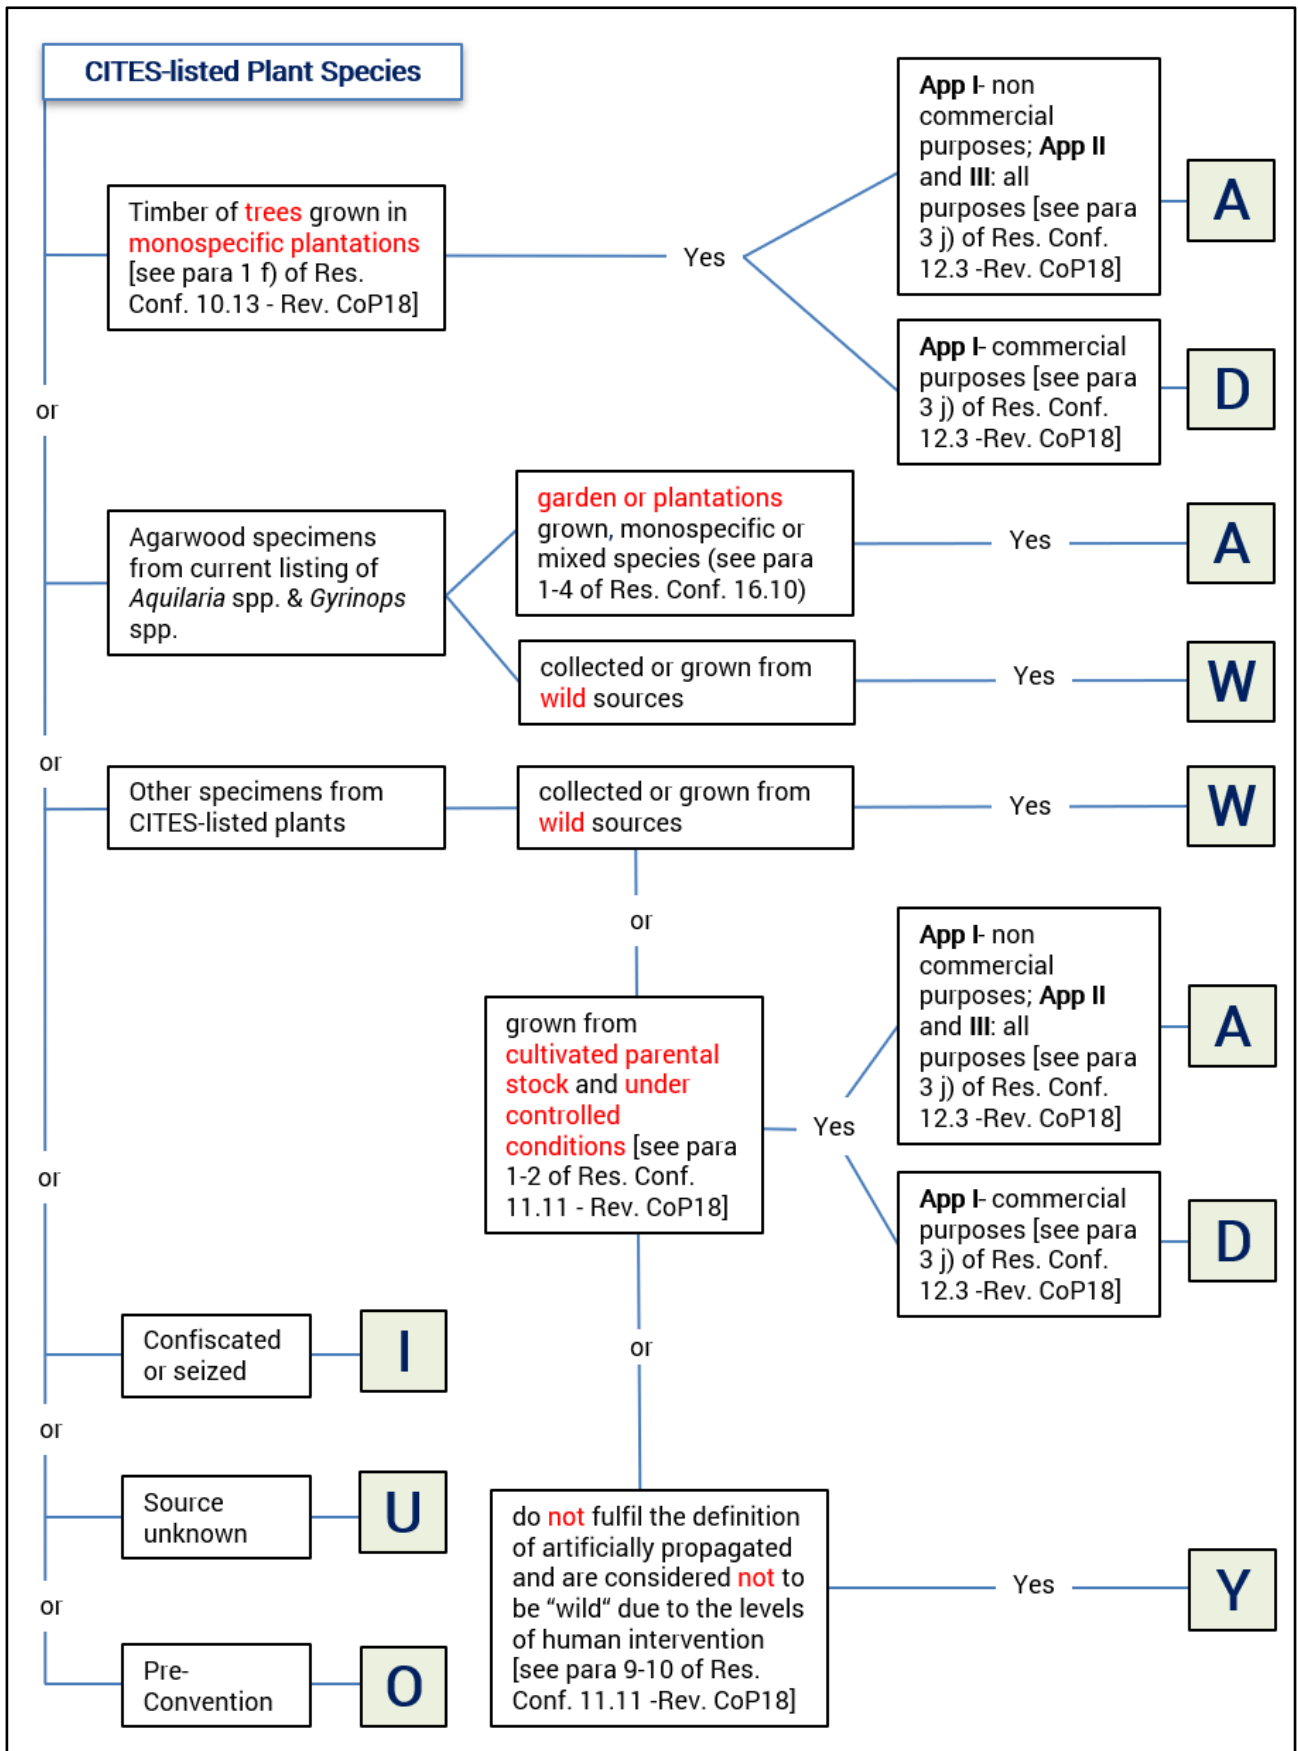 CITES-listed Plant Species
Timber of trees grown in
monospecific plantations
[see para 1 f) of Res.
Conf. 10.13 - Rev. CoP18]
Yes
App I- non
commercial
purposes; App II
and III: all
purposes [see para
3 j) of Res. Conf.
12.3 -Rev. CoP18]
A
App I- commercial
purposes [see para
3 j) of Res. Conf.
12.3 -Rev. CoP18]
D
or
Agarwood specimens
from current listing of
Aquilaria spp. & Gyrinops
spp.
garden or plantations
grown, monospecific or
mixed species (see para
1-4 of Res. Conf. 16.10)
Yes
A
collected or grown from
wild sources
Yes
W
or
Other specimens from
CITES-listed plants
collected or grown from
wild sources
Yes
W
or
grown from
cultivated parental
stock and under
controlled
conditions [see para
1-2 of Res. Conf.
11.11 - Rev. CoP18]
Yes
App I- non
commercial
purposes; App II
and III: all
purposes [see para
3 j) of Res. Conf.
12.3 -Rev. CoP18]
A
App I- commercial
purposes [see para
3 j) of Res. Conf.
12.3 -Rev. CoP18]
D
or
do not fulfil the definition
of artificially propagated
and are considered not to
be “wild“ due to the levels
of human intervention
[see para 9-10 of Res.
Conf. 11.11 -Rev. CoP18]
Yes
Y
or
Confiscated
or seized
I
or
Source
unknown
U
or
Pre-
Convention
O